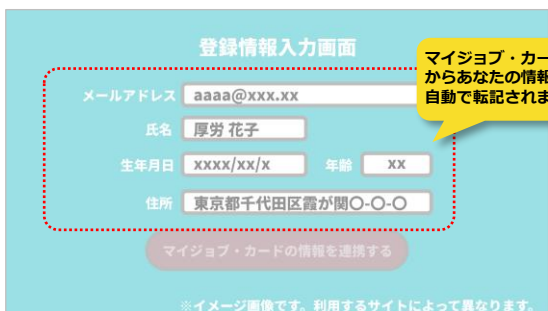 登録情報入力画面
マイジョブ・カー
からあなたの情報
自動で転記されま
メールアドレス aaaa@xxx.xx
氏名 厚労 花子
生年月日 xxxx/xx/x 年齢 xx
住所 東京都千代田区霞が関〇-〇-〇
マイジョブ・カードの情報を連携する
※イメージ画像です。利用するサイトによって異なります。